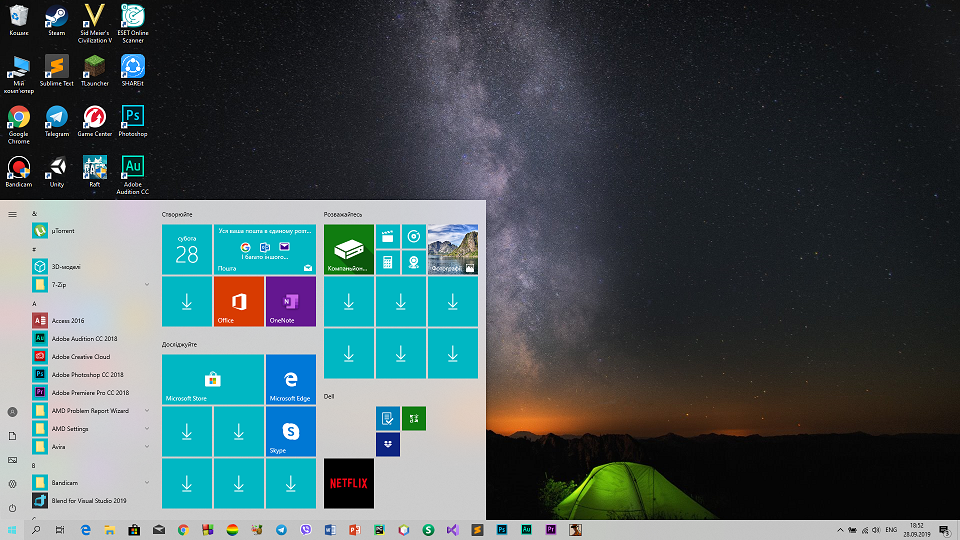 Кошик
Steam
Sid Meier's
Civilization V
ESET Online
Scanner
Мій
комп'ютер
Sublime Text
TLauncher
SHAREit
Google
Chrome
Telegram
Game Center
Photoshop
Bandicam
Unity
Raft
Adobe
Audition CC
&
µTorrent
#
3D-моделі
7-Zip
A
Access 2016
Adobe Audition CC 2018
Adobe Creative Cloud
Adobe Photoshop CC 2018
Adobe Premiere Pro CC 2018
AMD Problem Report Wizard
AMD Settings
Avira
B
Bandicam
Blend for Visual Studio 2019
Створюйте
субота
28
Уся ваша пошта в єдиному розт...
І багато іншого...
Пошта
Office
OneNote
Досліджуйте
Microsoft Store
Microsoft Edge
Skype
Розважайтесь
Компаньйон...
Фотографії
Dell
NETFLIX
ENG
18:52
28.09.2019